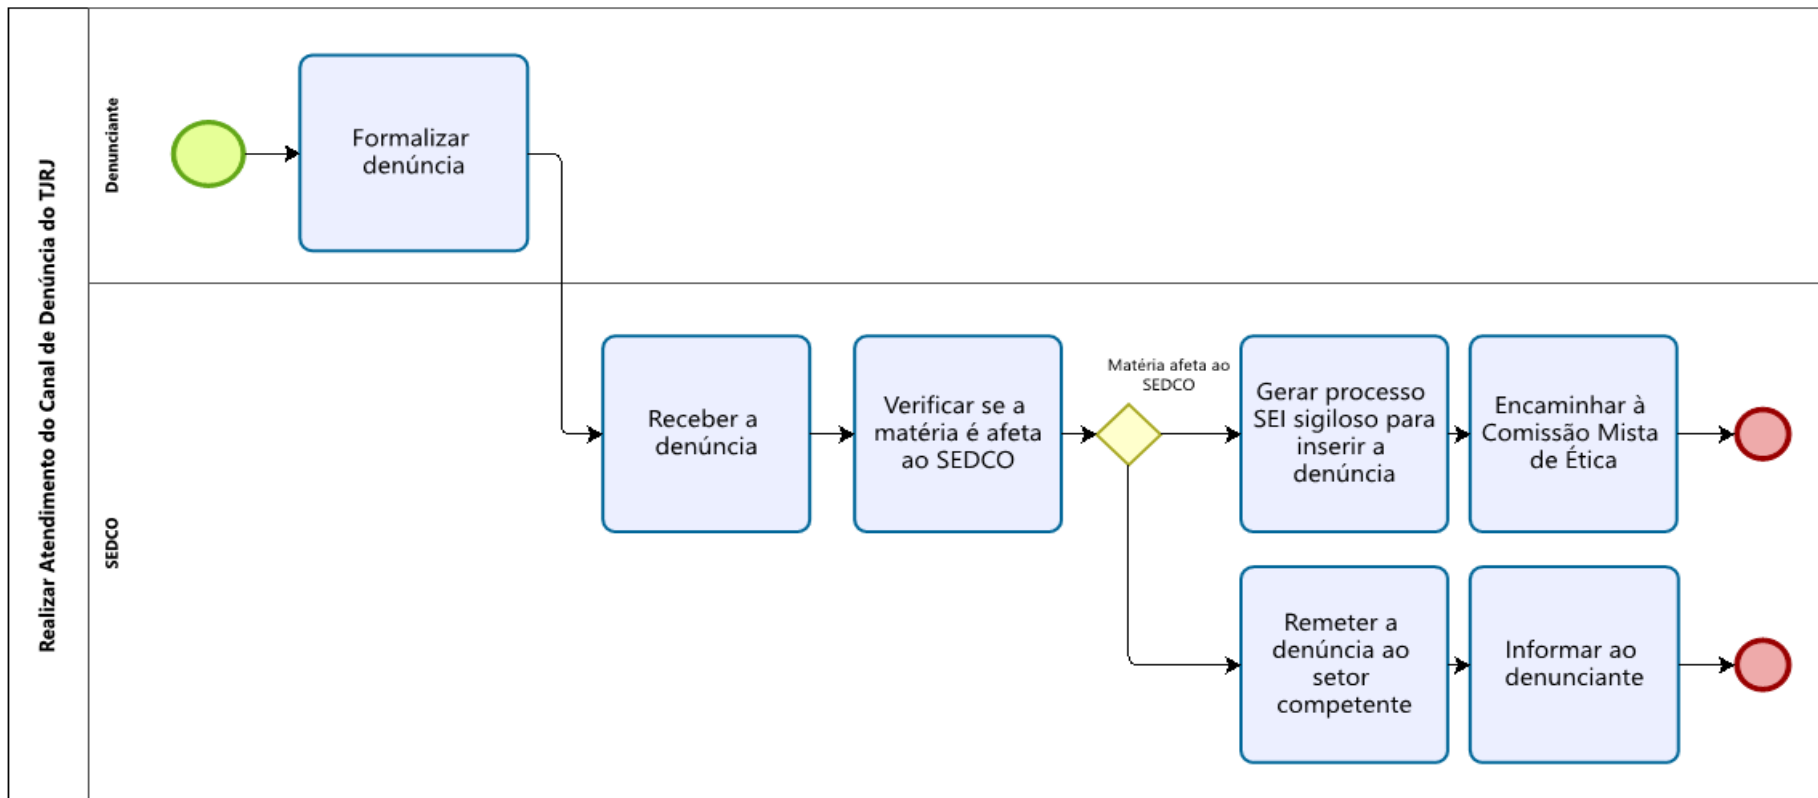 Realizar Atendimento do Canal de Denúncia do TJRJ
Denunciante
Formalizar
denúncia
SEDCO
Receber a
denúncia
Verificar se a
matéria é afeta
ao SEDCO
Matéria afeta ao
SEDCO
Gerar processo
SEI sigiloso para
inserir a
denúncia
Encaminhar à
Comissão Mista
de Ética
Remeter a
denúncia ao
setor
competente
Informar ao
denunciante